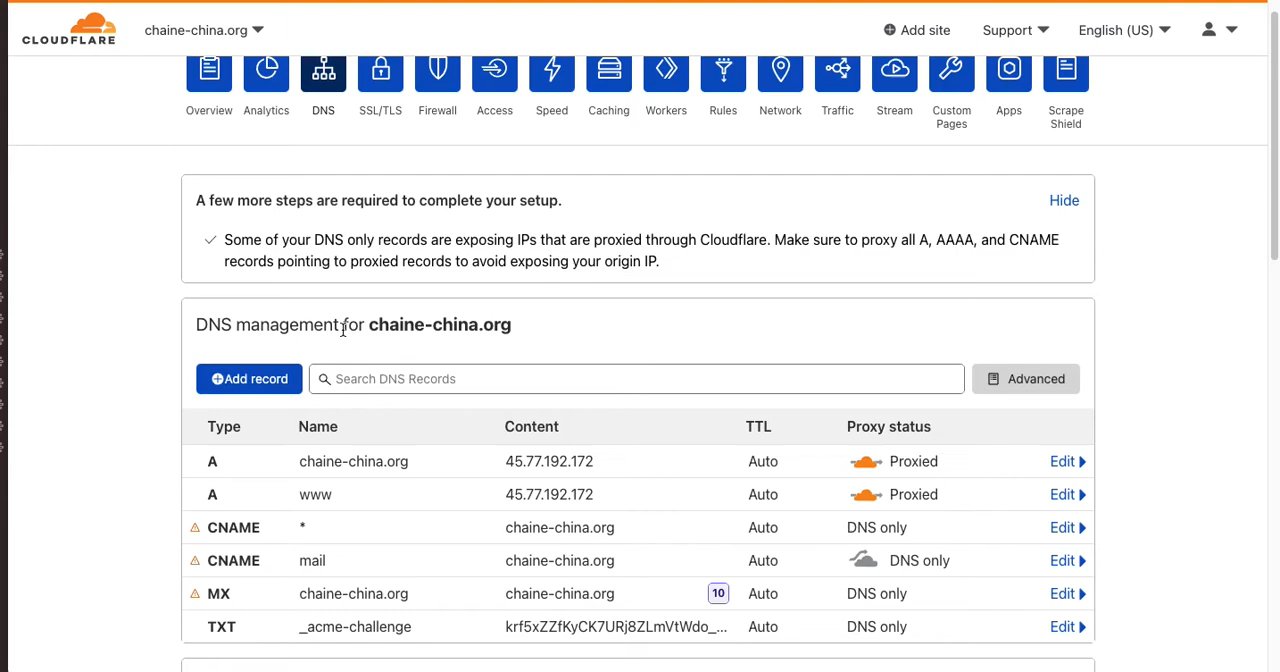 CLOUDFLARE
chaine-china.org
Add site
Support
English (US)
Overview
Analytics
DNS
SSL/TLS
Firewall
Access
Speed
Caching
Workers
Rules
Network
Traffic
Stream
Custom
Pages
Apps
Scrape
Shield
A few more steps are required to complete your setup.
Hide
Some of your DNS only records are exposing IPs that are proxied through Cloudflare. Make sure to proxy all A, AAAA, and CNAME
records pointing to proxied records to avoid exposing your origin IP.
DNS management for chaine-china.org
Add record
Search DNS Records
Advanced
Type Name Content TTL Proxy status
A chaine-china.org 45.77.192.172 Auto Proxied Edit
A www 45.77.192.172 Auto Proxied Edit
CNAME * chaine-china.org Auto DNS only Edit
CNAME mail chaine-china.org Auto DNS only Edit
MX chaine-china.org chaine-china.org 10 Auto DNS only Edit
TXT _acme-challenge krf5xZZfKyCK7URj8ZLmVtWdo_... Auto DNS only Edit